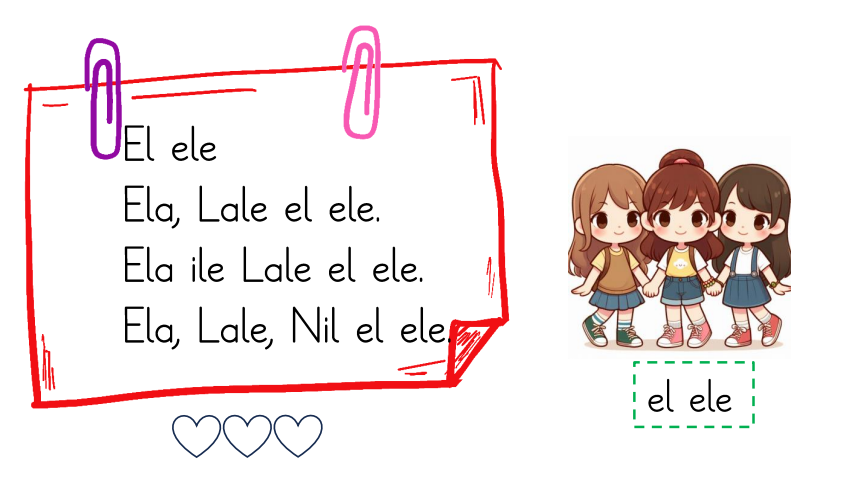 El ele
Ela, Lale el ele.
Ela ile Lale el ele.
Ela, Lale, Nil el ele.
el ele